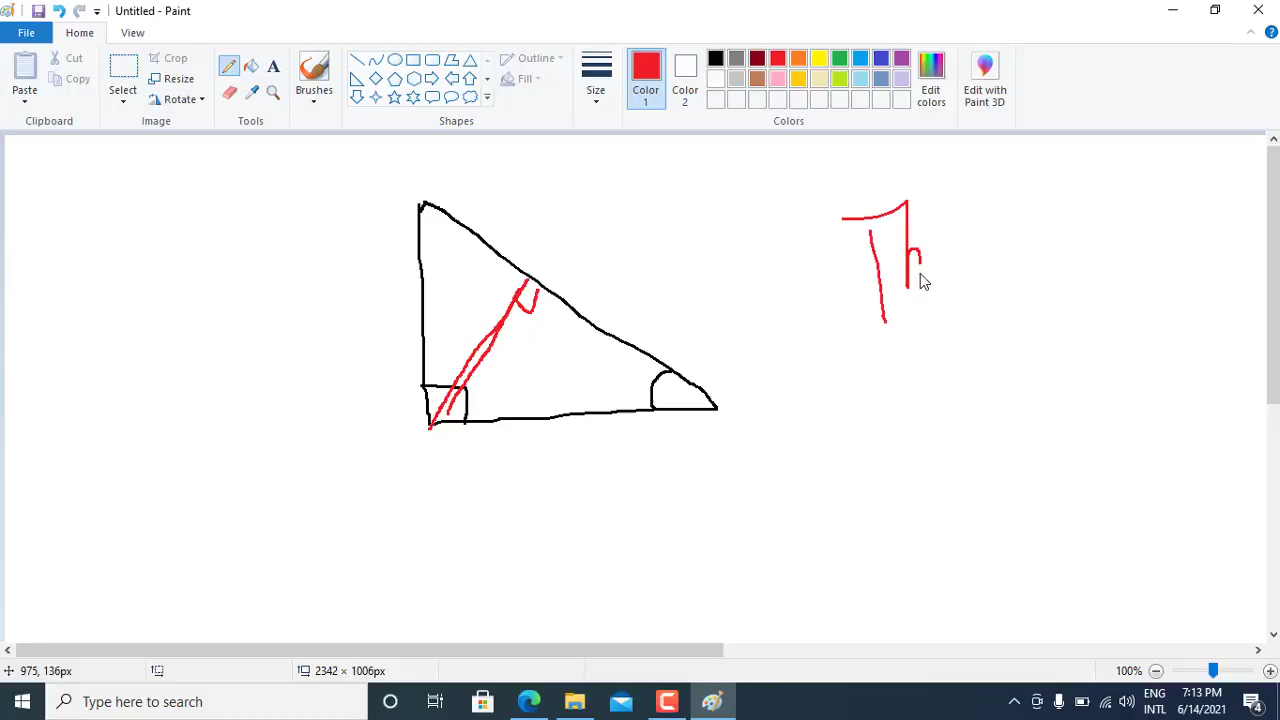 Untitled - Paint
File Home View
Paste
Cut
Copy
Clipboard
Select
Crop
Resize
Rotate
Image
Tools
Brushes
Outline
Fill
Shapes
Size
Color 1
Color 2
Edit colors
Colors
Edit with Paint 3D
Th
975, 136px
2342 × 1006px
100%
Type here to search
ENG
INTL
7:13 PM
6/14/2021
4